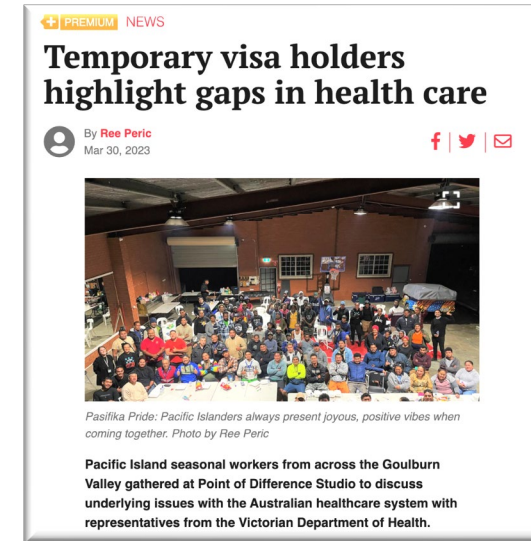 PREMIUM NEWS
Temporary visa holders
highlight gaps in health care
By Ree Peric
Mar 30, 2023
Pasifika Pride: Pacific Islanders always present joyous, positive vibes when
coming together. Photo by Ree Peric
Pacific Island seasonal workers from across the Goulburn
Valley gathered at Point of Difference Studio to discuss
underlying issues with the Australian healthcare system with
representatives from the Victorian Department of Health.